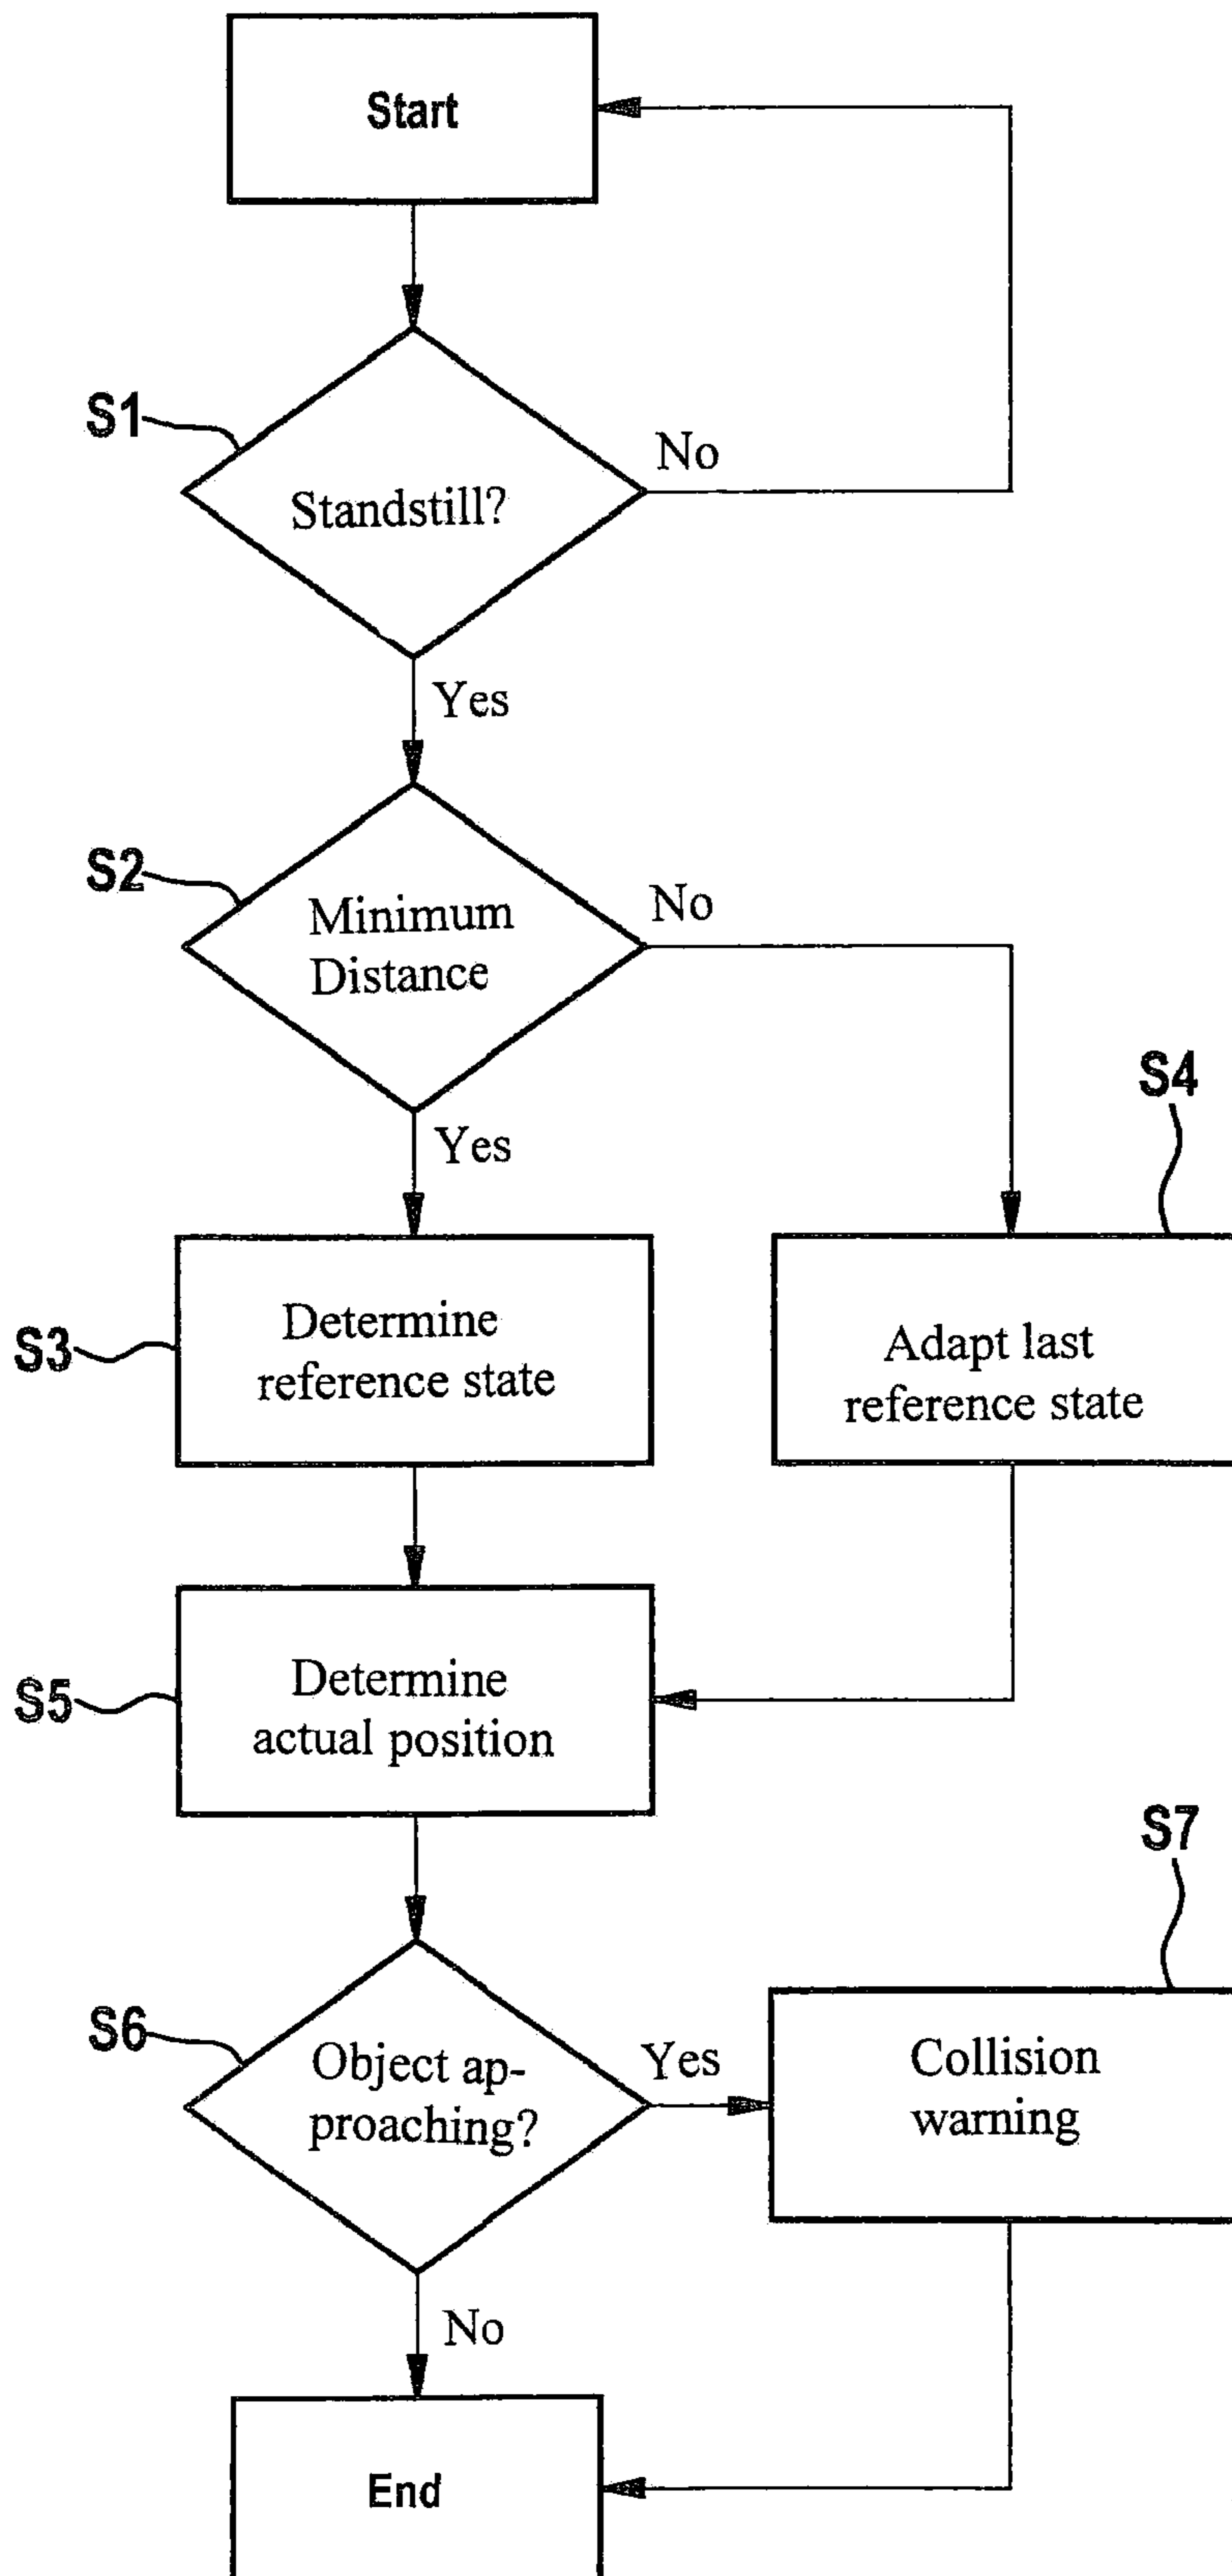 Start
S1
No
Standstill?
Yes
S2
No
Minimum
Distance
S4
Yes
S3
Determine
reference state
Adapt last
reference state
S5
Determine
actual position
S7
S6
Object ap-
proaching?
Yes
Collision
warning
No
End